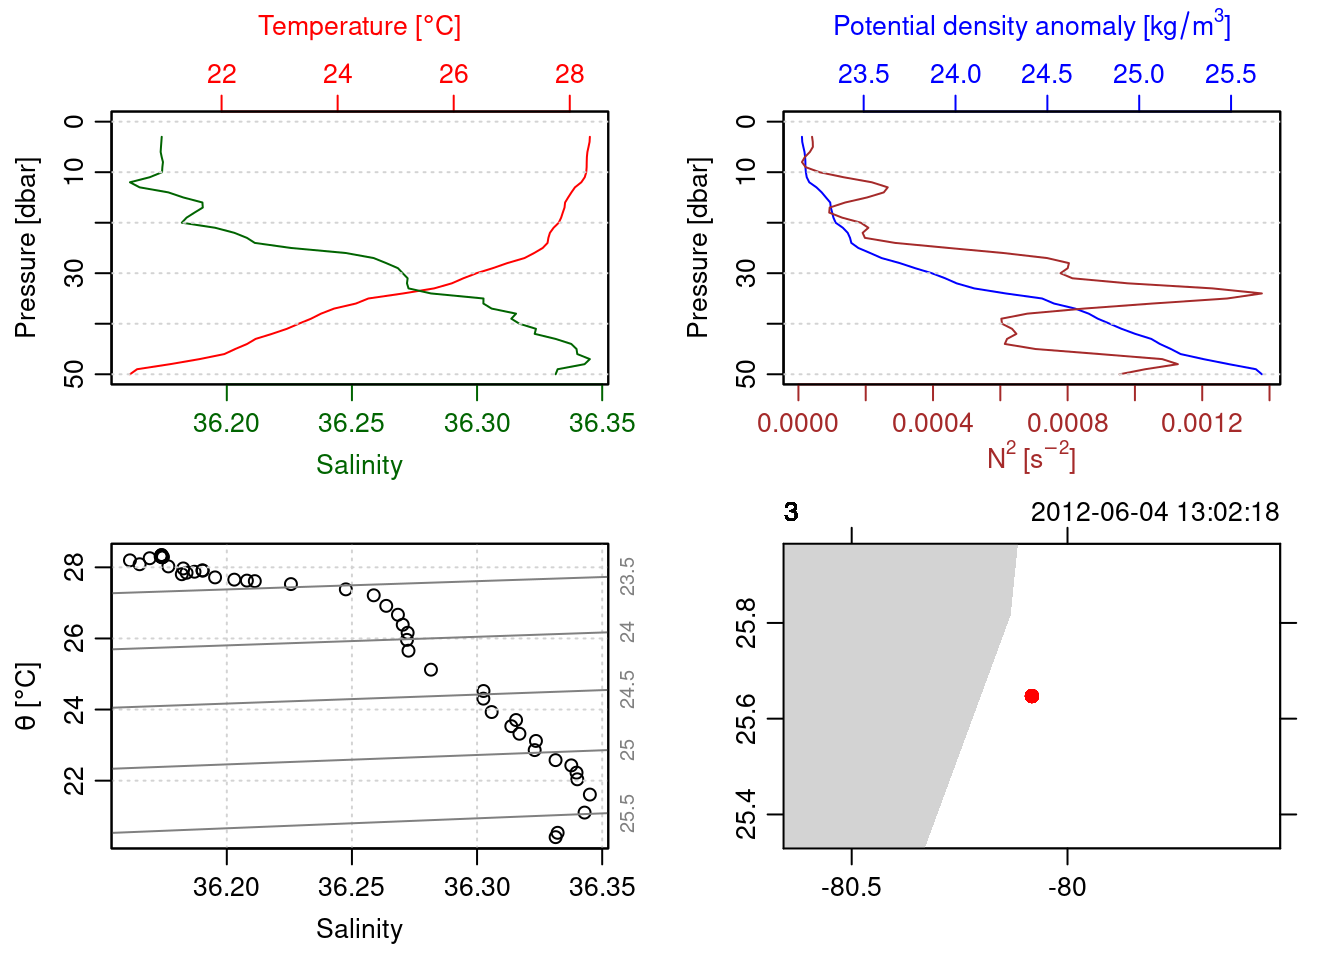 Temperature [°C]
22 24 26 28
Pressure [dbar]
0
10
30
50
36.20 36.25 36.30 36.35
Salinity
Potential density anomaly [kg/m³]
23.5 24.0 24.5 25.0 25.5
Pressure [dbar]
0
10
30
50
0.0000 0.0004 0.0008 0.0012
N² [s⁻²]
θ [°C]
28
26
24
22
23.5
24
24.5
25
25.5
36.20 36.25 36.30 36.35
Salinity
3 2012-06-04 13:02:18
25.8
25.6
25.4
-80.5 -80